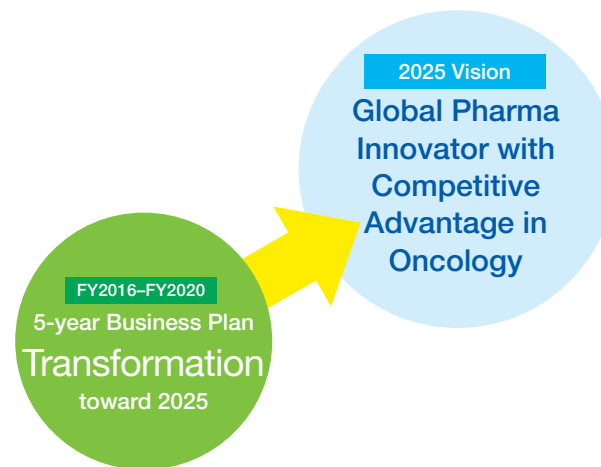 2025 Vision
Global Pharma
Innovator with
Competitive
Advantage in
Oncology
FY2016–FY2020
5-year Business Plan
Transformation
toward 2025